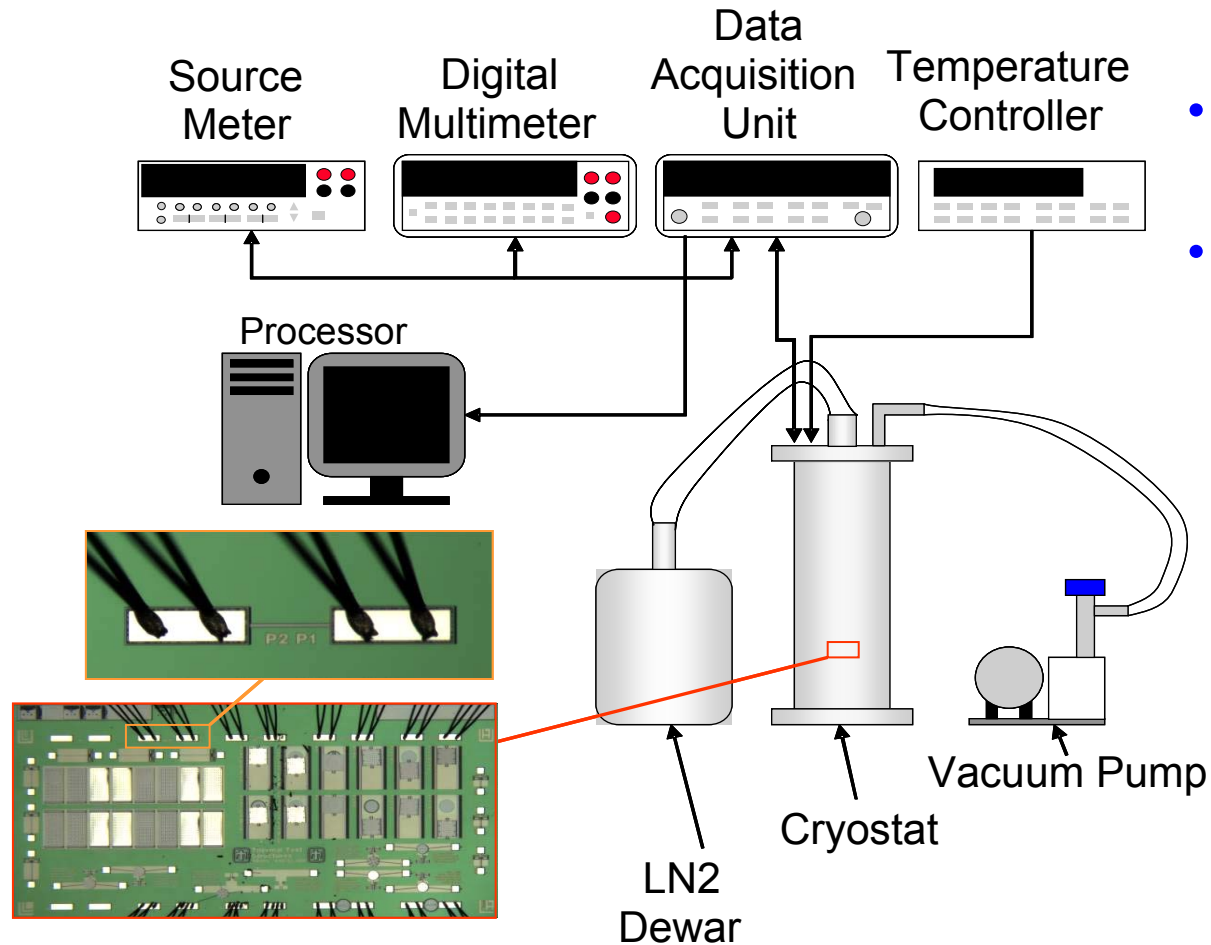 Source
Meter
Digital
Multimeter
Data
Acquisition
Unit
Temperature
Controller
Processor
P2 P1
Vacuum Pump
Cryostat
LN2
Dewar